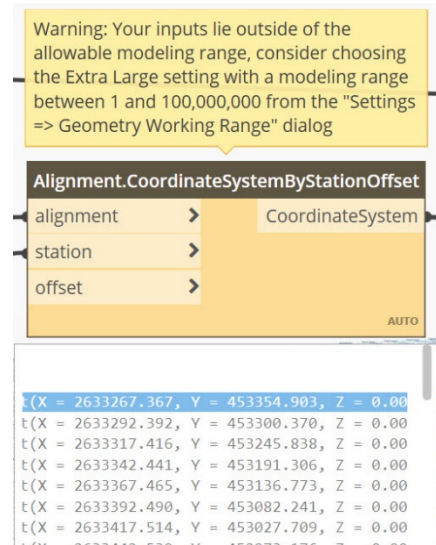 Warning: Your inputs lie outside of the
allowable modeling range, consider choosing
the Extra Large setting with a modeling range
between 1 and 100,000,000 from the "Settings
=> Geometry Working Range" dialog
Alignment.CoordinateSystemByStationOffset
alignment > CoordinateSystem
station >
offset >
AUTO
t(X = 2633267.367, Y = 453354.903, Z = 0.00
t(X = 2633292.392, Y = 453300.370, Z = 0.00
t(X = 2633317.416, Y = 453245.838, Z = 0.00
t(X = 2633342.441, Y = 453191.306, Z = 0.00
t(X = 2633367.465, Y = 453136.773, Z = 0.00
t(X = 2633392.490, Y = 453082.241, Z = 0.00
t(X = 2633417.514, Y = 453027.709, Z = 0.00